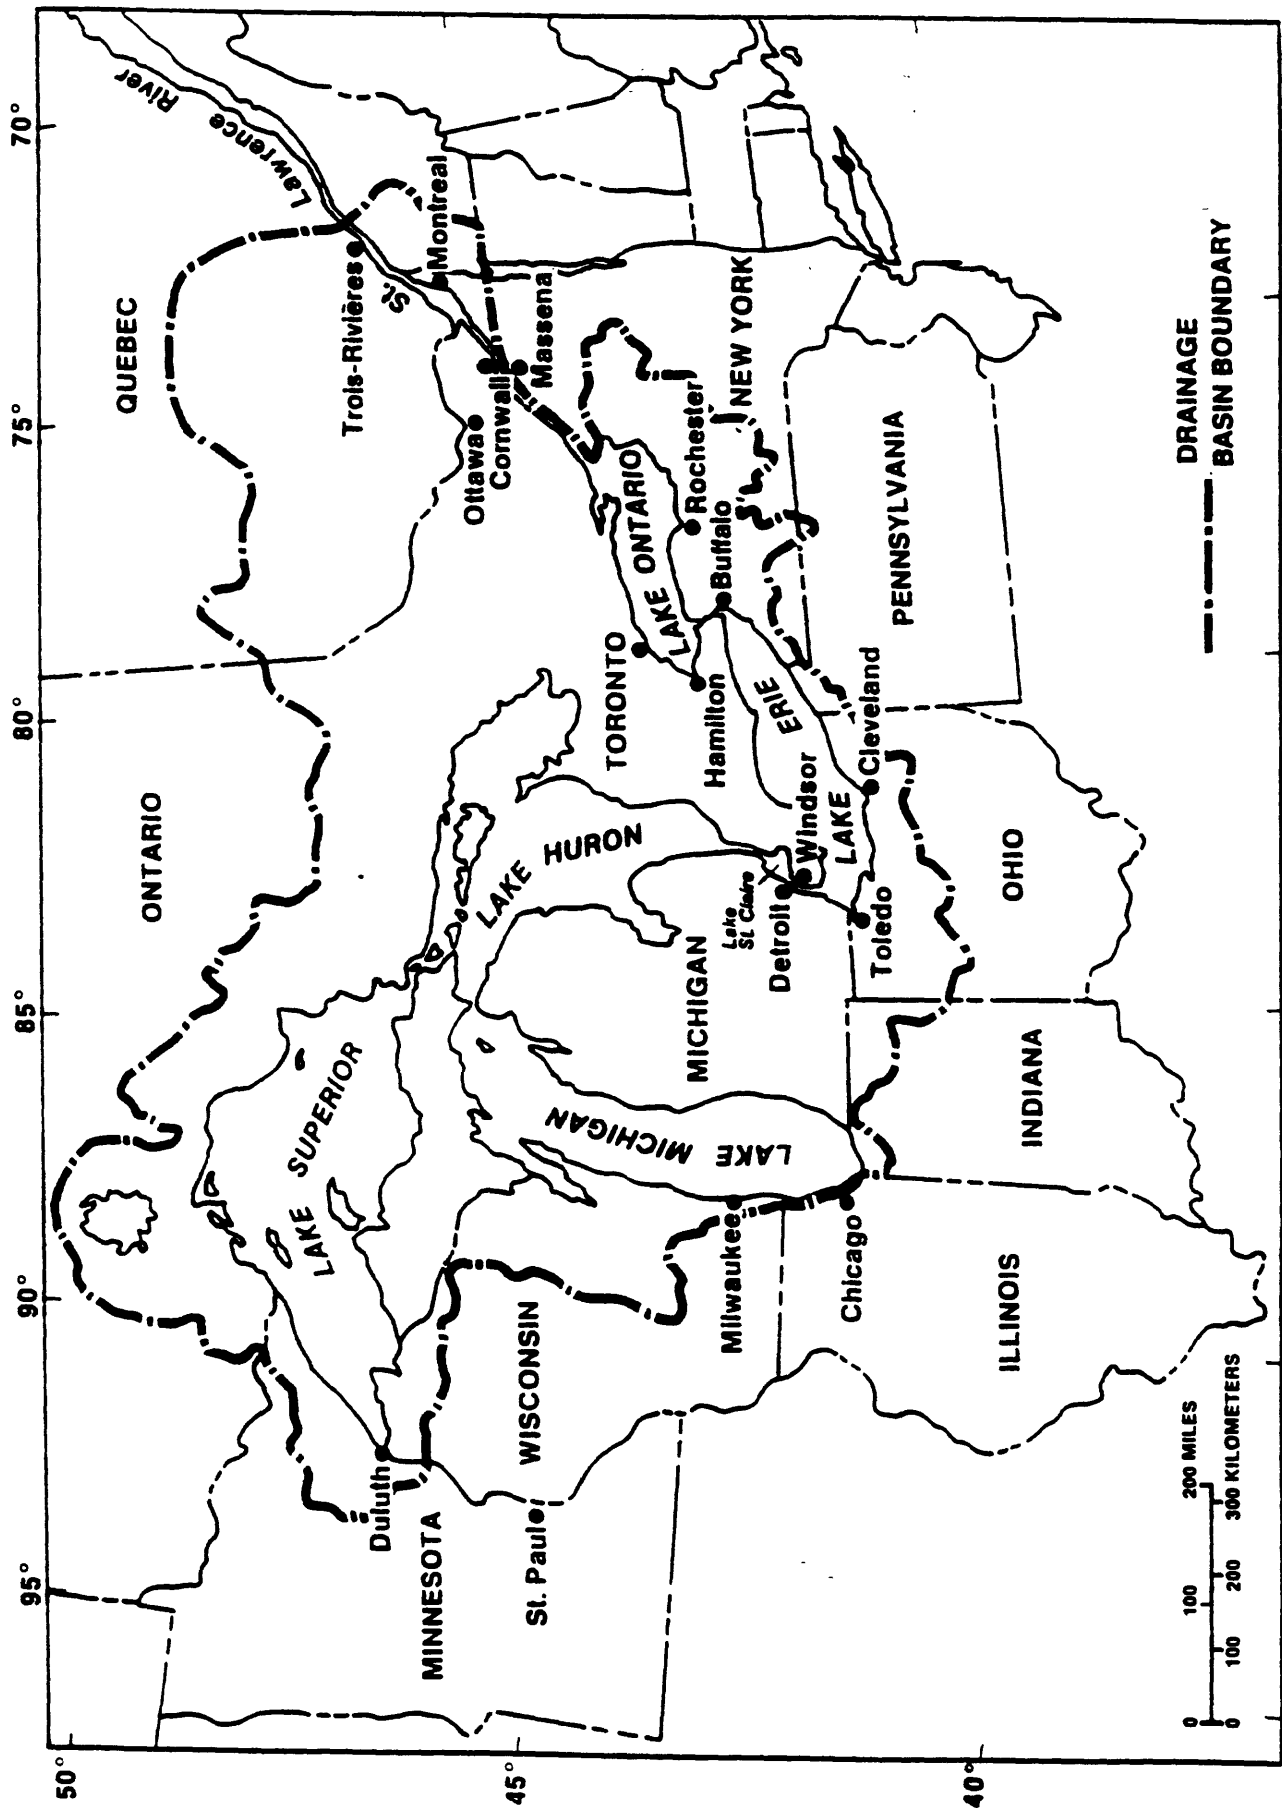 95°
90°
85°
80°
75°
70°
50°
45°
40°
QUEBEC
ONTARIO
St. Lawrence River
Trois-Rivières
Montreal
Ottawa
Cornwall
Massena
LAKE SUPERIOR
LAKE HURON
TORONTO
LAKE ONTARIO
Hamilton
Rochester
Buffalo
NEW YORK
Duluth
MINNESOTA
St. Paul
WISCONSIN
LAKE MICHIGAN
MICHIGAN
Lake
St. Claire
Detroit
Windsor
LAKE ERIE
Toledo
Cleveland
PENNSYLVANIA
Milwaukee
Chicago
ILLINOIS
INDIANA
OHIO
0 100 200 MILES
0 100 200 300 KILOMETERS
DRAINAGE
BASIN BOUNDARY